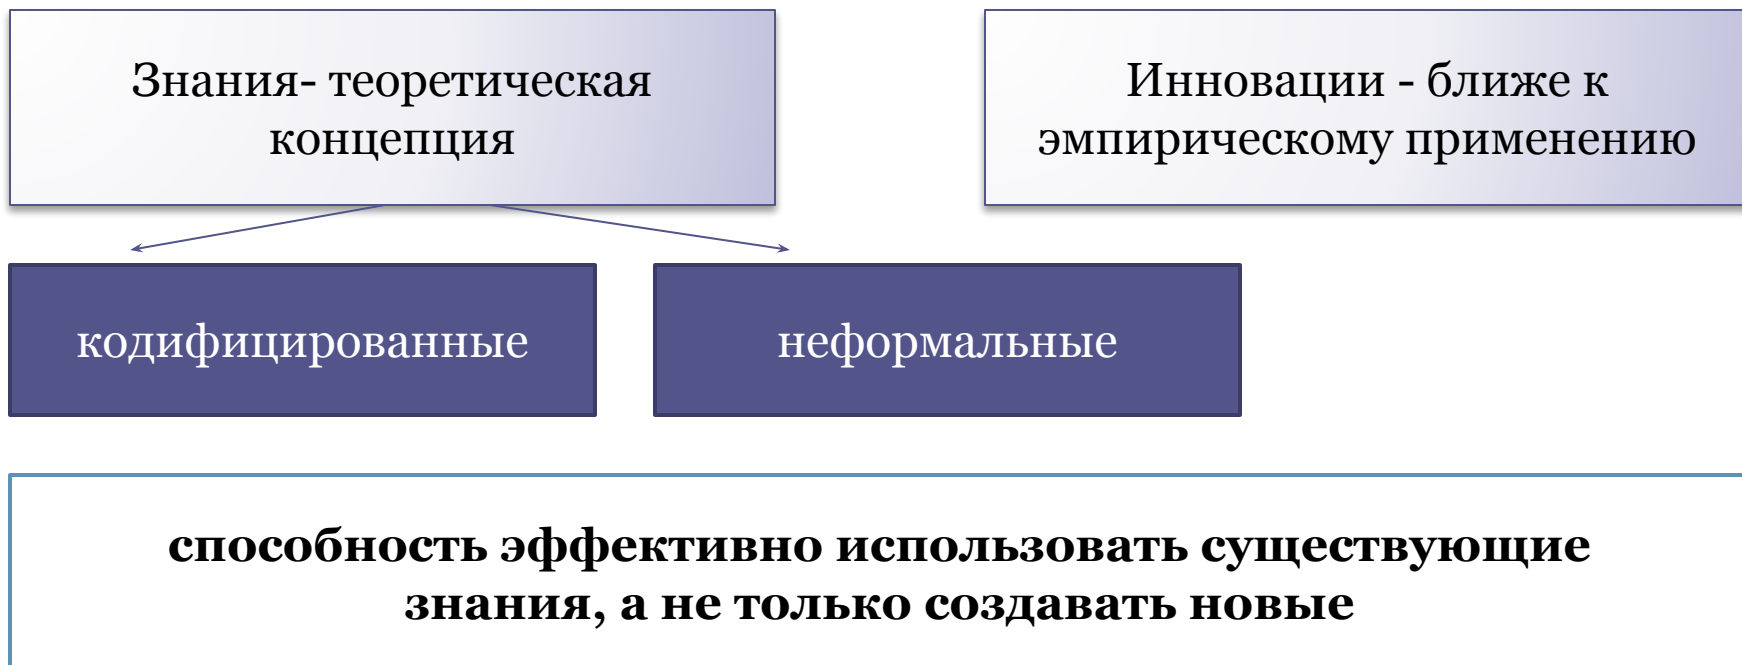 Знания- теоретическая
концепция
Инновации - ближе к
эмпирическому применению
кодифицированные
неформальные
способность эффективно использовать существующие
знания, а не только создавать новые